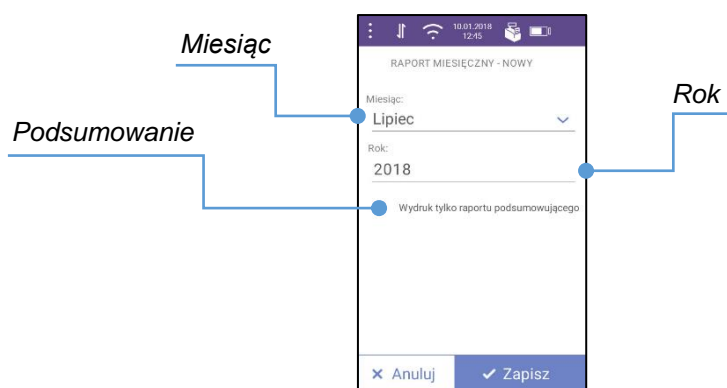 Miesiąc
Podsumowanie
Rok
10.01.2018
12:45
RAPORT MIESIĘCZNY - NOWY
Miesiąc:
Lipiec
Rok:
2018
Wydruk tylko raportu podsumowującego
Anuluj
Zapisz